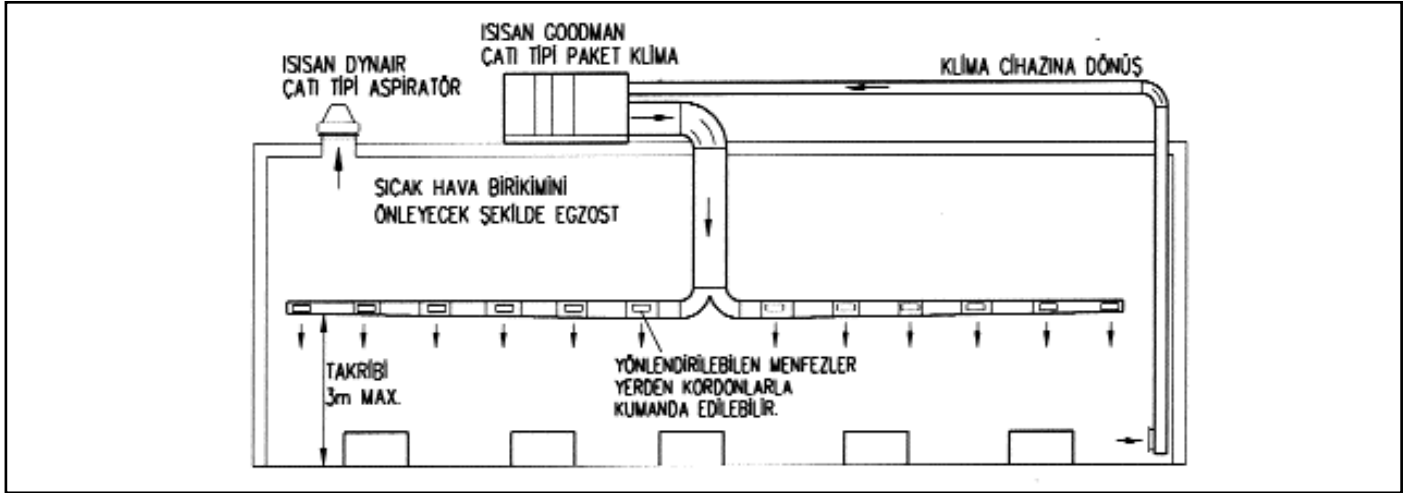 ISISAN DYNAIR
ÇATI TİPİ ASPİRATÖR
ISISAN GOODMAN
ÇATI TİPİ PAKET KLİMA
KLİMA CİHAZINA DÖNÜŞ
SICAK HAVA BİRİKİMİNİ
ÖNLEYECEK ŞEKİLDE EGZOST
TAKRİBİ
3m MAX.
YÖNLENDİRİLEBİLEN MENFEZLER
YERDEN KORDONLARLA
KUMANDA EDİLEBİLİR.